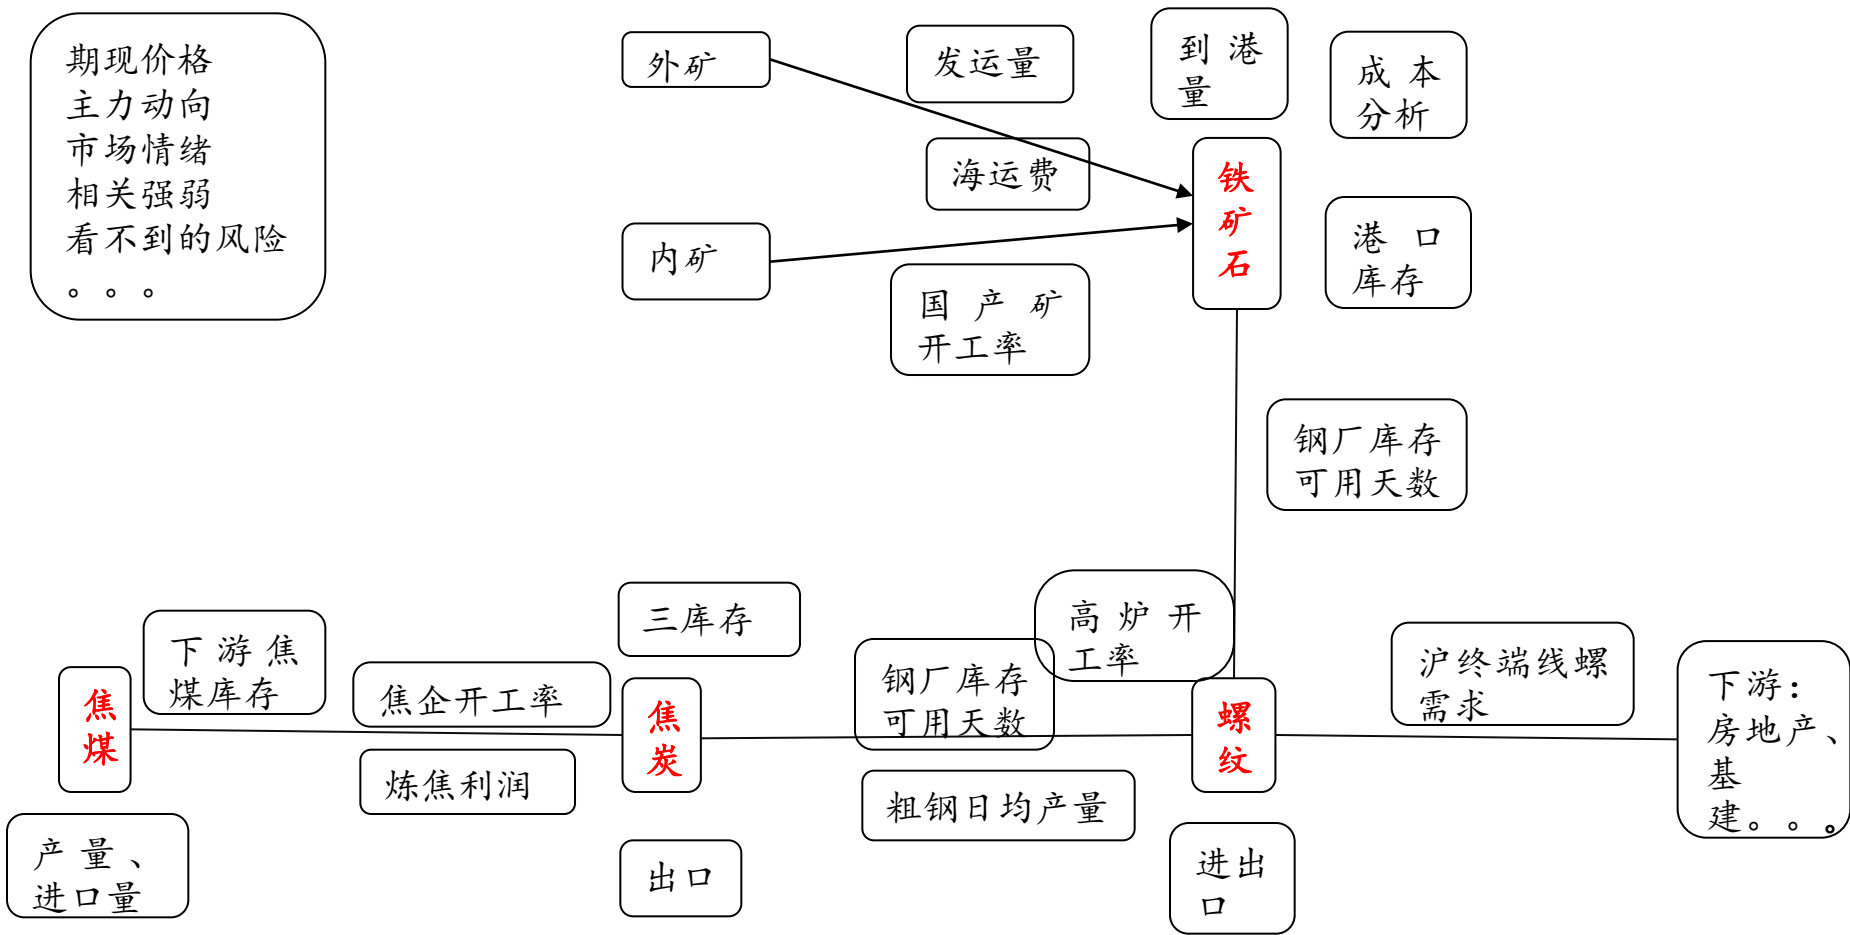 期现价格
主力动向
市场情绪
相关强弱
看不到的风险
。。。
外矿
发运量
到港
量
成本
分析
海运费
铁
矿
石
内矿
港口
库存
国产矿
开工率
钢厂库存
可用天数
三库存
高炉开
工率
下游焦
煤库存
焦企开工率
焦
煤
焦
炭
钢厂库存
可用天数
螺
纹
沪终端线螺
需求
下游：
房地产、
基
建。。。
炼焦利润
粗钢日均产量
产量、
进口量
出口
进出
口